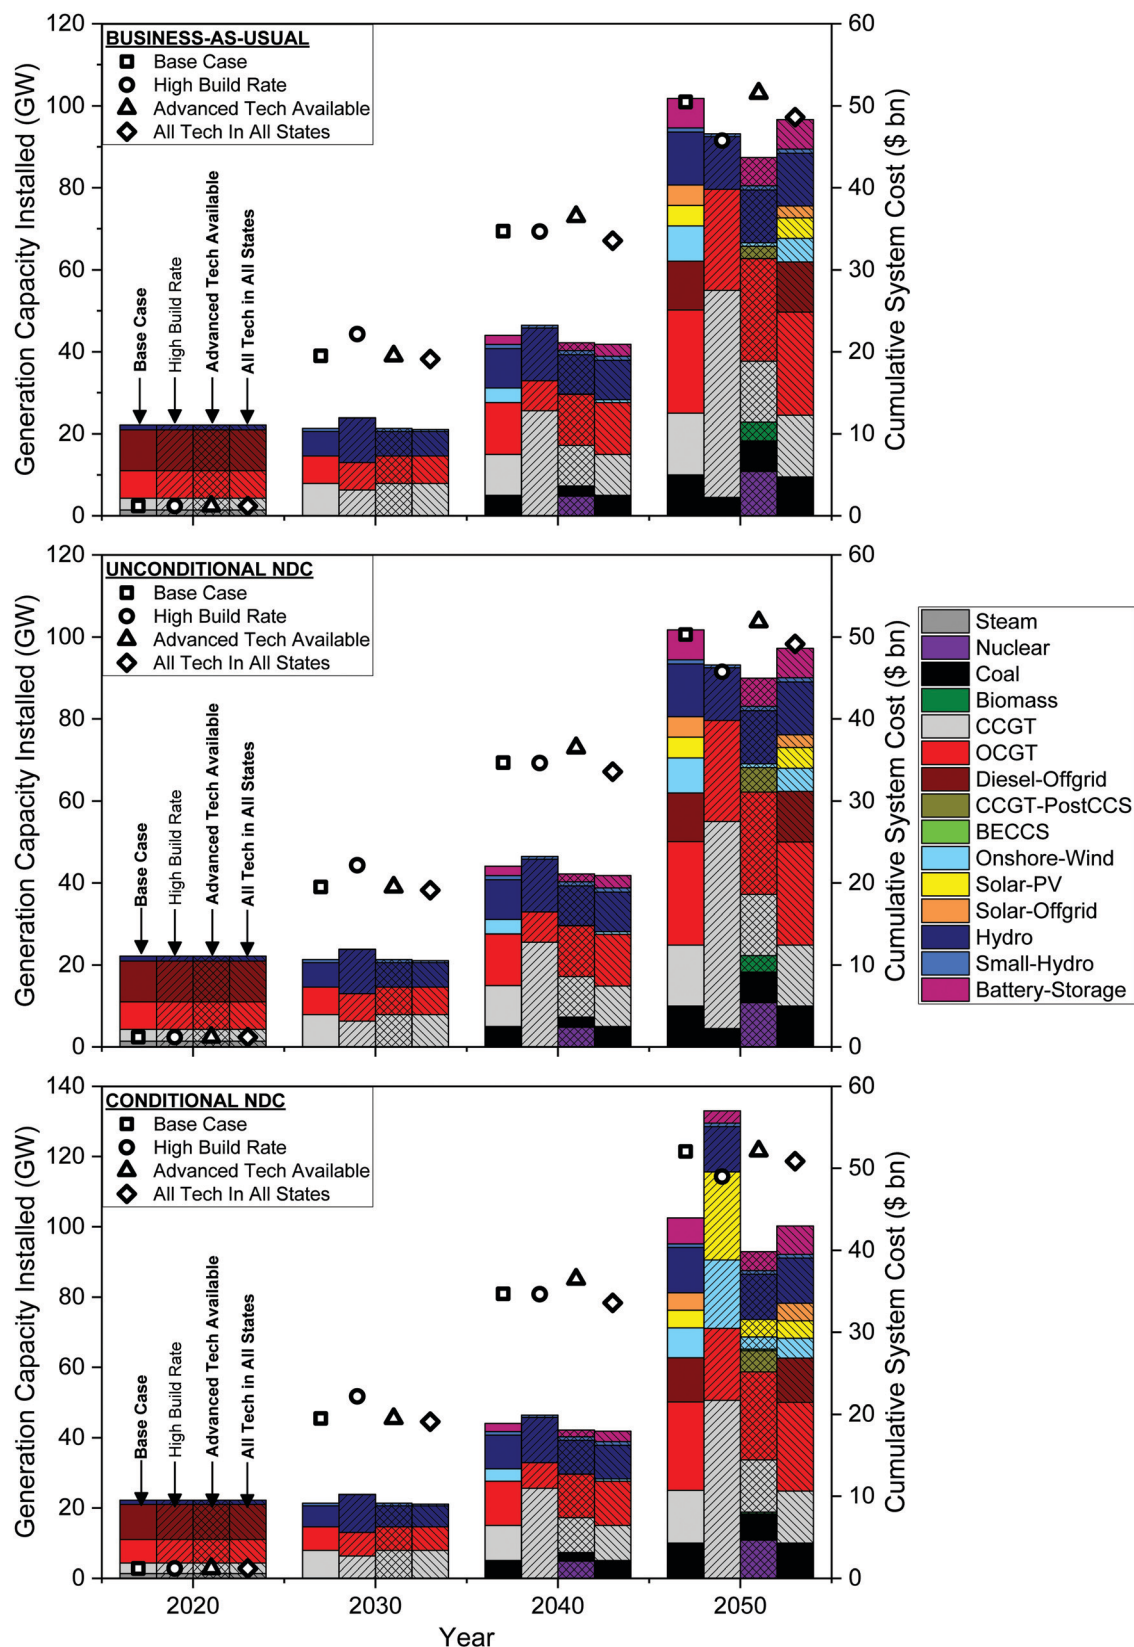 BUSINESS-AS-USUAL
Base Case
High Build Rate
Advanced Tech Available
All Tech In All States
Generation Capacity Installed (GW)
120
100
80
60
40
20
0
Base Case
High Build Rate
Advanced Tech Available
All Tech in All States
60
50
40
30
20
10
0
Cumulative System Cost ($ bn)
UNCONDITIONAL NDC
Base Case
High Build Rate
Advanced Tech Available
All Tech In All States
Generation Capacity Installed (GW)
120
100
80
60
40
20
0
Base Case
High Build Rate
Advanced Tech Available
All Tech in All States
60
50
40
30
20
10
0
Cumulative System Cost ($ bn)
Steam
Nuclear
Coal
Biomass
CCGT
OCGT
Diesel-Offgrid
CCGT-PostCCS
BECCS
Onshore-Wind
Solar-PV
Solar-Offgrid
Hydro
Small-Hydro
Battery-Storage
CONDITIONAL NDC
Base Case
High Build Rate
Advanced Tech Available
All Tech In All States
Generation Capacity Installed (GW)
140
120
100
80
60
40
20
0
Base Case
High Build Rate
Advanced Tech Available
All Tech in All States
60
50
40
30
20
10
0
Cumulative System Cost ($ bn)
2020
2030
2040
2050
Year